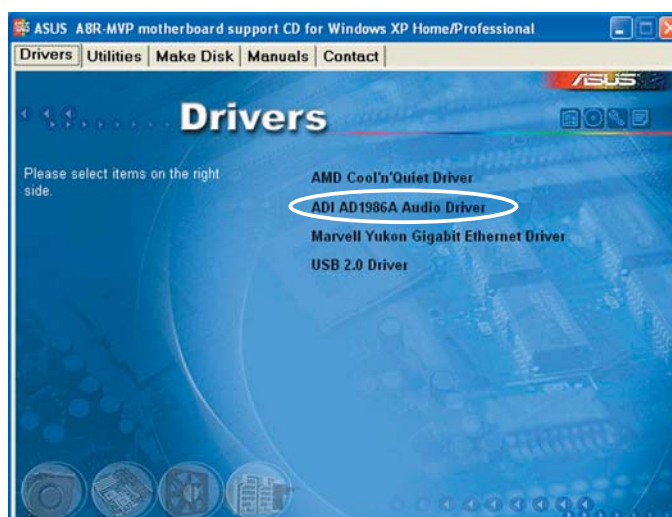 ASUS A8R-MVP motherboard support CD for Windows XP Home/Professional
Drivers Utilities Make Disk Manuals Contact
ASUS
Drivers
Please select items on the right
side.
AMD Cool'n'Quiet Driver
ADI AD1986A Audio Driver
Marvell Yukon Gigabit Ethernet Driver
USB 2.0 Driver